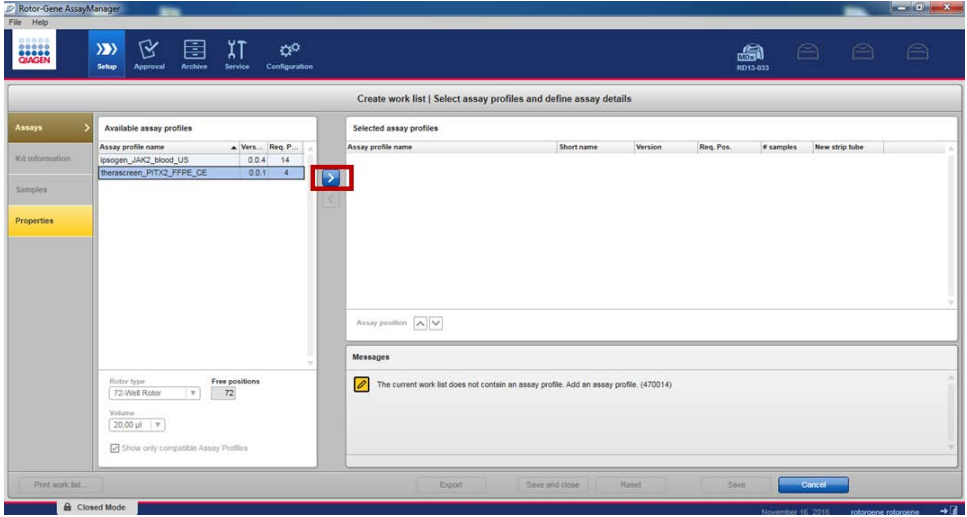 Rotor-Gene AssayManager
File Help
QIAGEN
Setup Approval Archive Service Configuration
MDx
RD13-033
Create work list | Select assay profiles and define assay details
Assays
Kit information
Samples
Properties
Available assay profiles
Assay profile name Vers... Req. P...
ipsogen_JAK2_blood_US 0.0.4 14
therascreen_PITX2_FFPE_CE 0.0.1 4
Rotor type Free positions
72-Well Rotor 72
Volume
20,00 µl
Show only compatible Assay Profiles
Selected assay profiles
Assay profile name Short name Version Req. Pos. # samples New strip tube
Assay position
Messages
The current work list does not contain an assay profile. Add an assay profile. (470014)
Print work list... Export Save and close Reset Save Cancel
Closed Mode November 16, 2016 rotorgene rotorgene